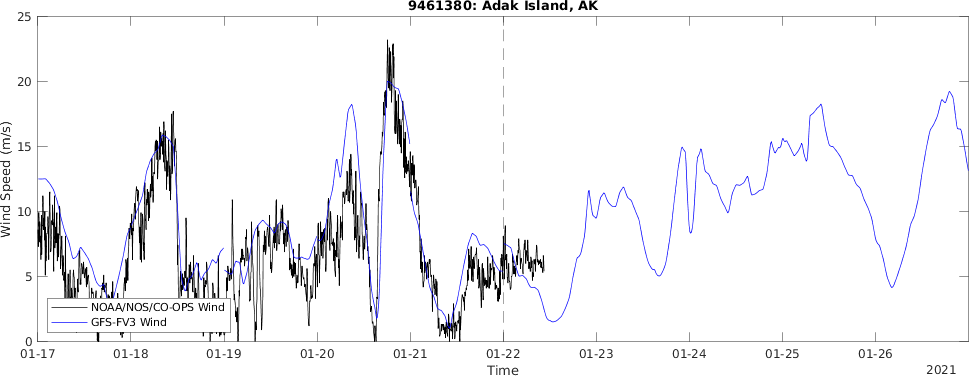 9461380: Adak Island, AK
Wind Speed (m/s)
25
20
15
10
5
0
NOAA/NOS/CO-OPS Wind
GFS-FV3 Wind
01-17 01-18 01-19 01-20 01-21 01-22 01-23 01-24 01-25 01-26
Time
2021